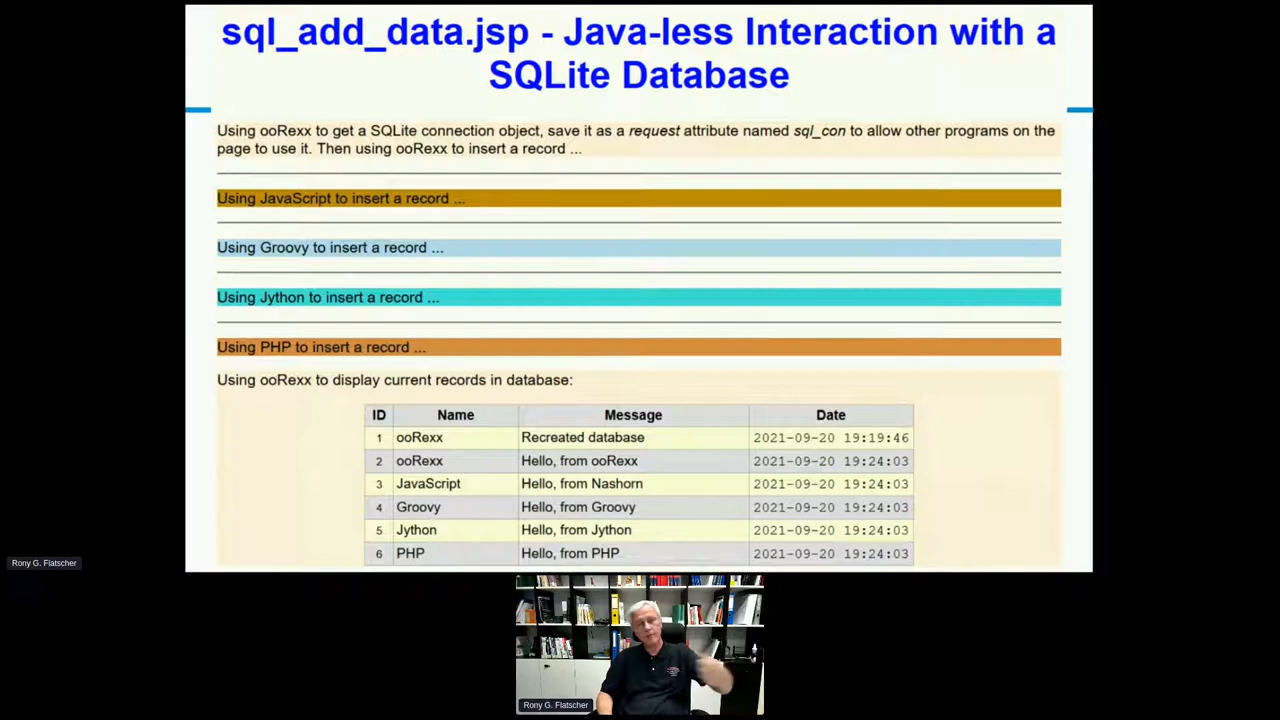 sql_add_data.jsp - Java-less Interaction with a
SQLite Database
Using ooRexx to get a SQLite connection object, save it as a request attribute named sql_con to allow other programs on the
page to use it. Then using ooRexx to insert a record ...
Using JavaScript to insert a record ...
Using Groovy to insert a record ...
Using Jython to insert a record ...
Using PHP to insert a record ...
Using ooRexx to display current records in database:
ID Name Message Date
1 ooRexx Recreated database 2021-09-20 19:19:46
2 ooRexx Hello, from ooRexx 2021-09-20 19:24:03
3 JavaScript Hello, from Nashorn 2021-09-20 19:24:03
4 Groovy Hello, from Groovy 2021-09-20 19:24:03
5 Jython Hello, from Jython 2021-09-20 19:24:03
6 PHP Hello, from PHP 2021-09-20 19:24:03
Rony G. Flatscher
Rony G. Flatscher